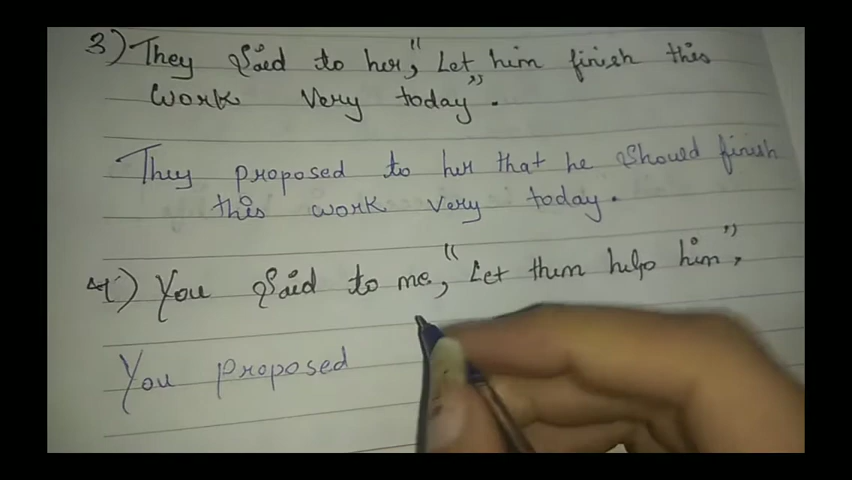 3) They said to her, "Let him finish this
work very today".
They proposed to her that he should finish
this work very today.
4) You said to me, "Let them help him",
You proposed